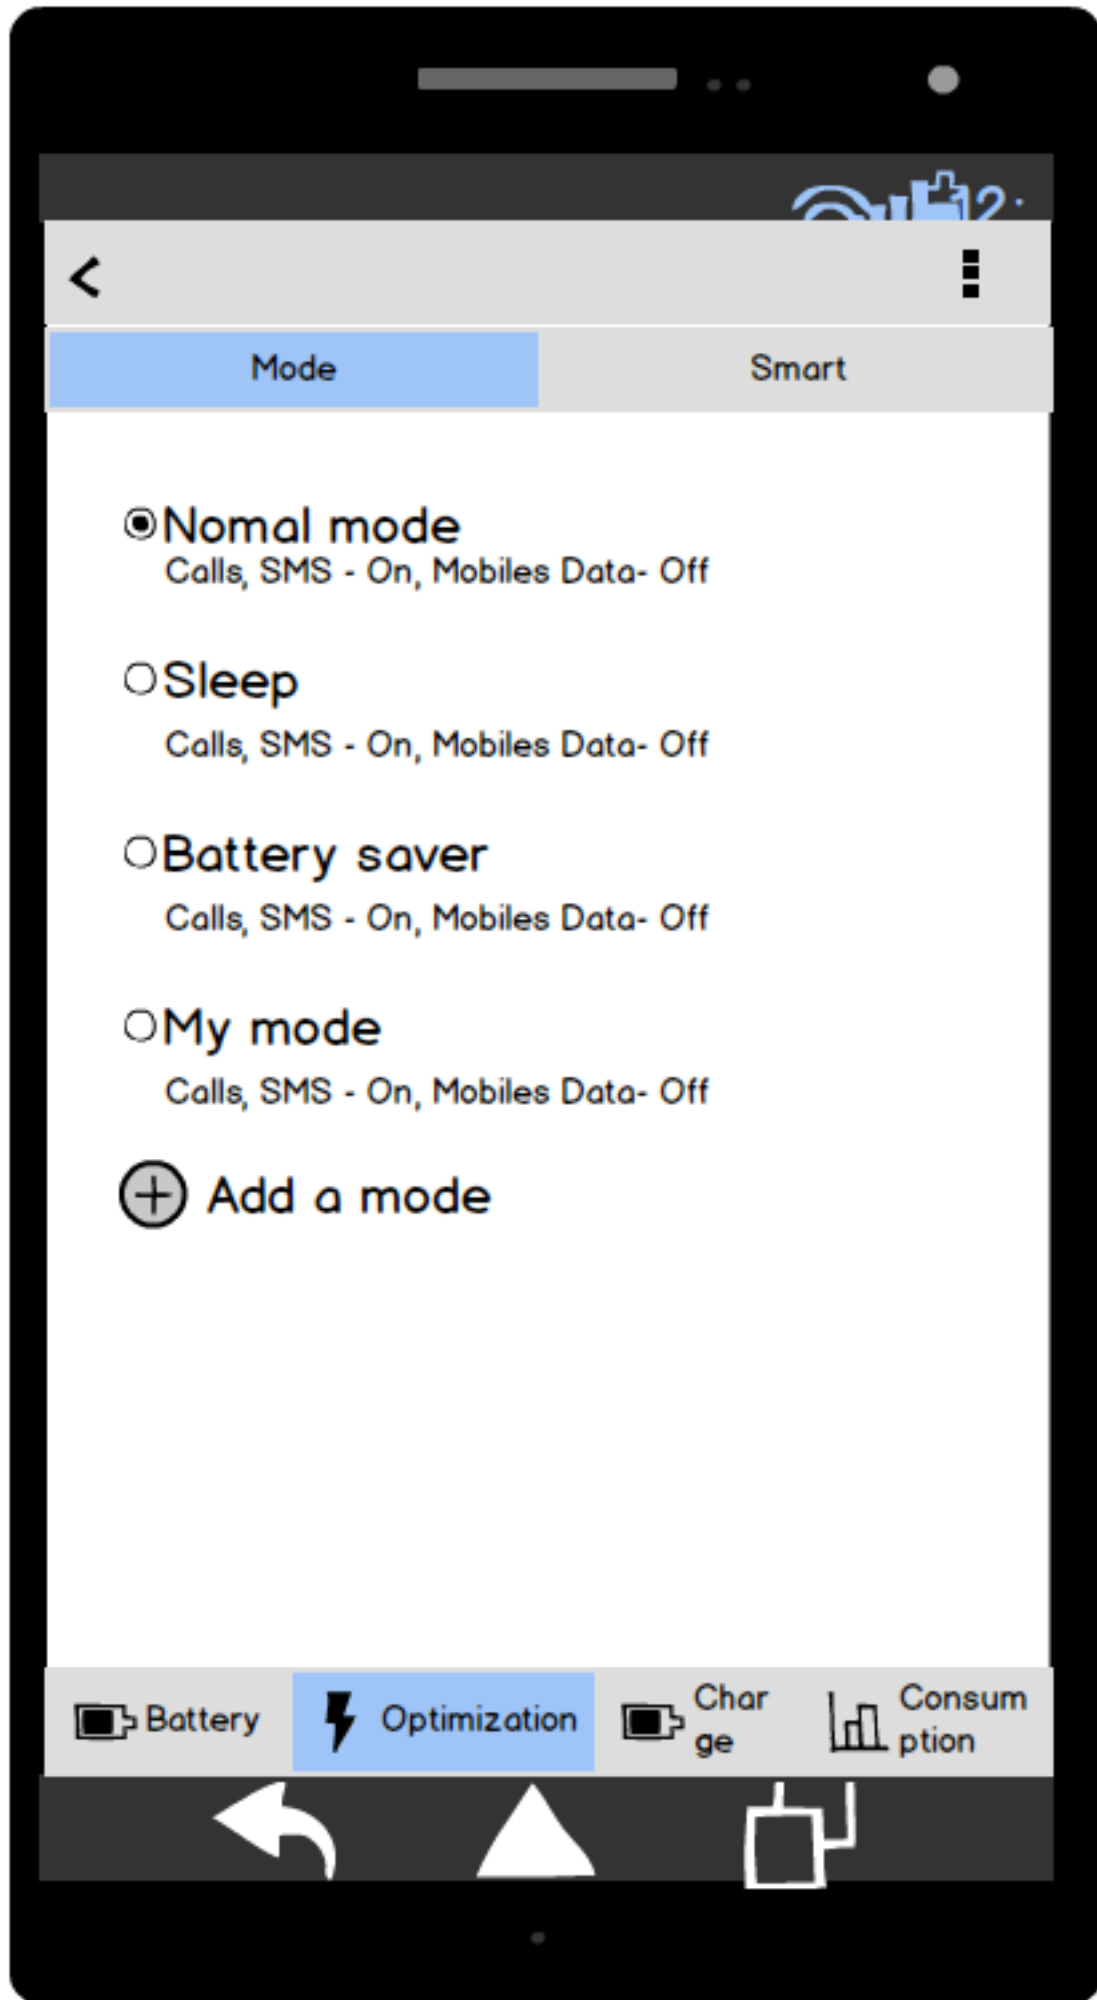 12:
Mode Smart
Nomal mode
Calls, SMS - On, Mobiles Data- Off
Sleep
Calls, SMS - On, Mobiles Data- Off
Battery saver
Calls, SMS - On, Mobiles Data- Off
My mode
Calls, SMS - On, Mobiles Data- Off
Add a mode
Battery Optimization
Char
ge
Consum
ption